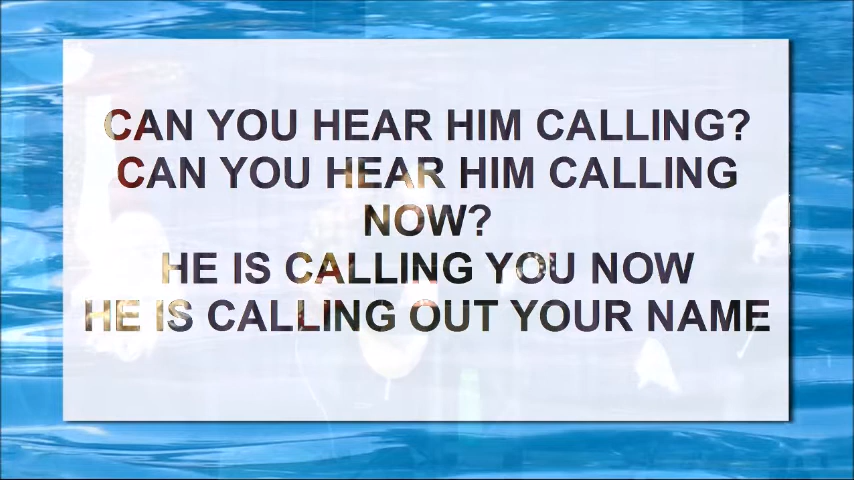 CAN YOU HEAR HIM CALLING?
CAN YOU HEAR HIM CALLING
NOW?
HE IS CALLING YOU NOW
HE IS CALLING OUT YOUR NAME